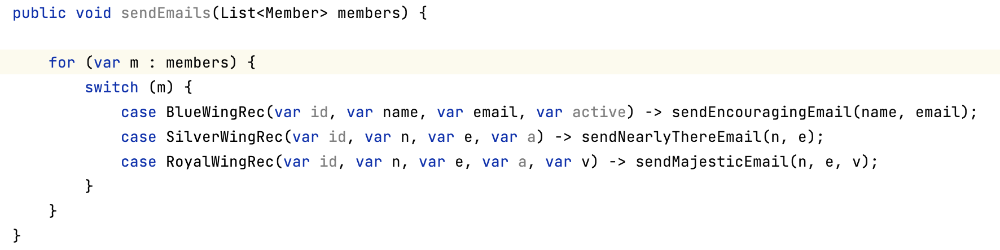 public void sendEmails(List<Member> members) {
for (var m : members) {
switch (m) {
case BlueWingRec(var id, var name, var email, var active) -> sendEncouragingEmail(name, email);
case SilverWingRec(var id, var n, var e, var a) -> sendNearlyThereEmail(n, e);
case RoyalWingRec(var id, var n, var e, var a, var v) -> sendMajesticEmail(n, e, v);
}
}
}